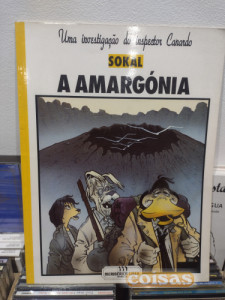 Uma investigação do Inspector Canardo
SOKAL
A AMARGÓNIA
coisas